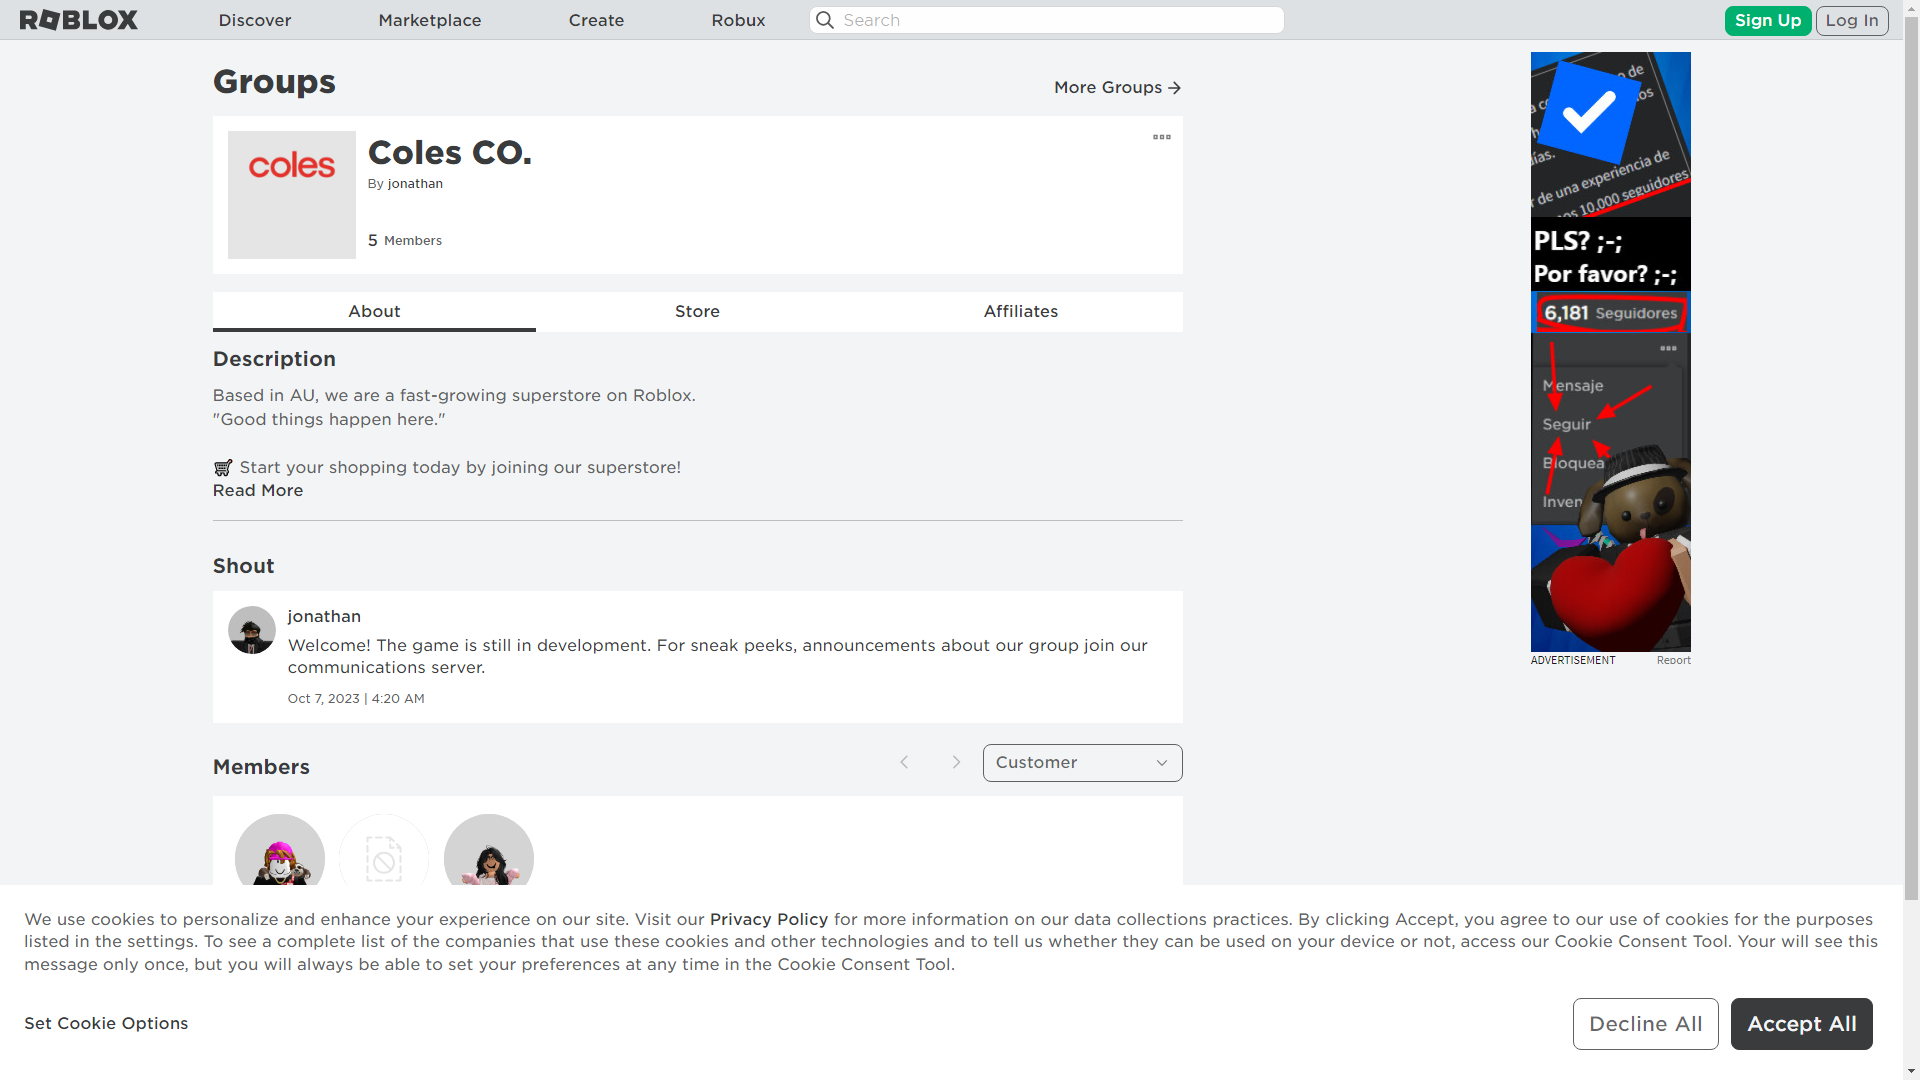 ROBLOX
Discover
Marketplace
Create
Robux
Search
Sign Up
Log In
Groups
More Groups
coles
Coles CO.
By jonathan
5 Members
About
Store
Affiliates
Description
Based in AU, we are a fast-growing superstore on Roblox.
"Good things happen here."
🛒 Start your shopping today by joining our superstore!
Read More
Shout
jonathan
Welcome! The game is still in development. For sneak peeks, announcements about our group join our
communications server.
Oct 7, 2023 | 4:20 AM
Members
Customer
de
días.
de una experiencia de
10,000 seguidores
PLS? ;-;
Por favor? ;-;
6,181 Seguidores
Mensaje
Seguir
Bloquea
Inven
ADVERTISEMENT
Report
We use cookies to personalize and enhance your experience on our site. Visit our Privacy Policy for more information on our data collections practices. By clicking Accept, you agree to our use of cookies for the purposes
listed in the settings. To see a complete list of the companies that use these cookies and other technologies and to tell us whether they can be used on your device or not, access our Cookie Consent Tool. Your will see this
message only once, but you will always be able to set your preferences at any time in the Cookie Consent Tool.
Set Cookie Options
Decline All
Accept All